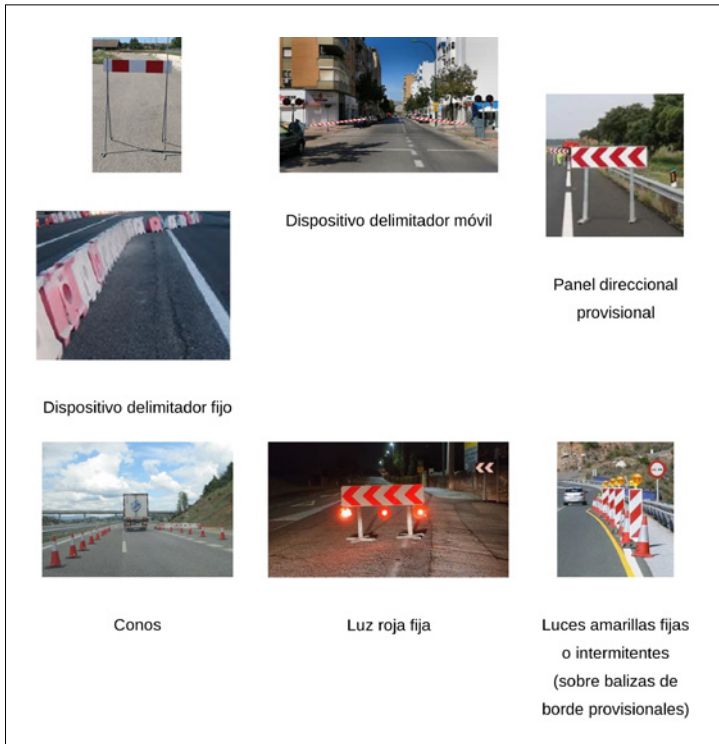 Dispositivo delimitador móvil
Panel direccional
provisional
Dispositivo delimitador fijo
Conos
Luz roja fija
Luces amarillas fijas
o intermitentes
(sobre balizas de
borde provisionales)